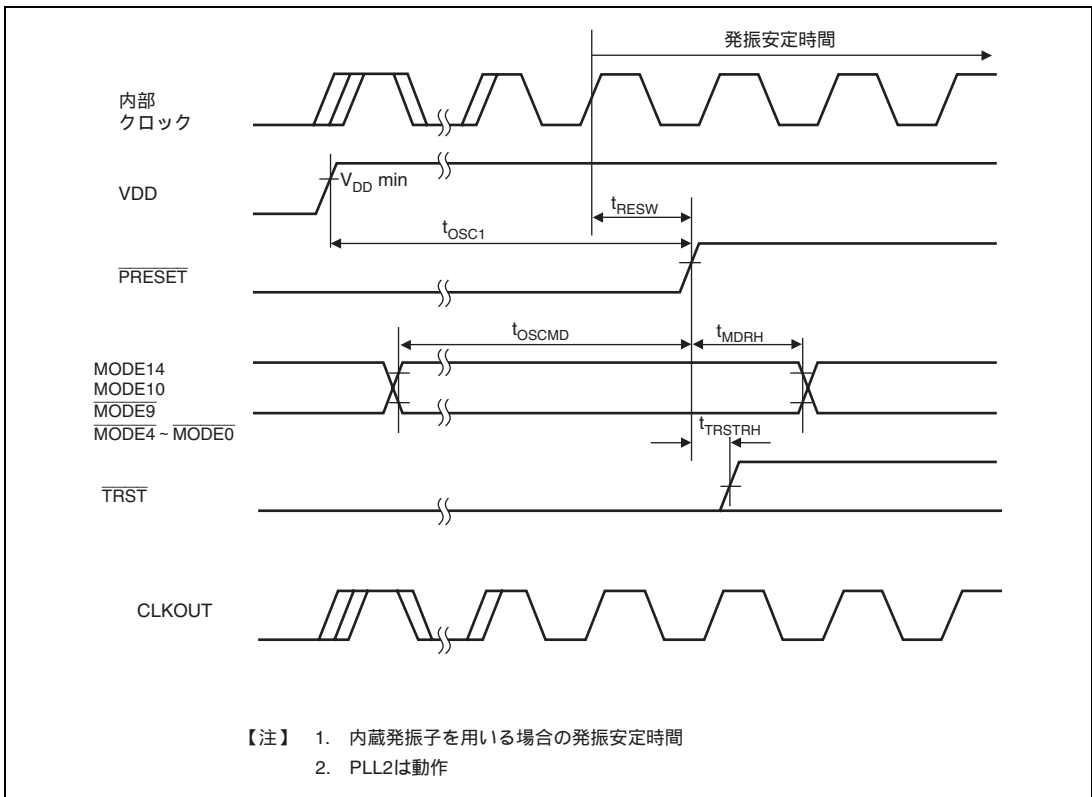 発振安定時間
内部
クロック
VDD
VDD min
tRESW
tOSC1
PRESET
tOSCMD
tMDRH
MODE14
MODE10
MODE9
MODE4 ~ MODE0
tTRSTRH
TRST
CLKOUT
【注】 1. 内蔵発振子を用いる場合の発振安定時間
2. PLL2は動作